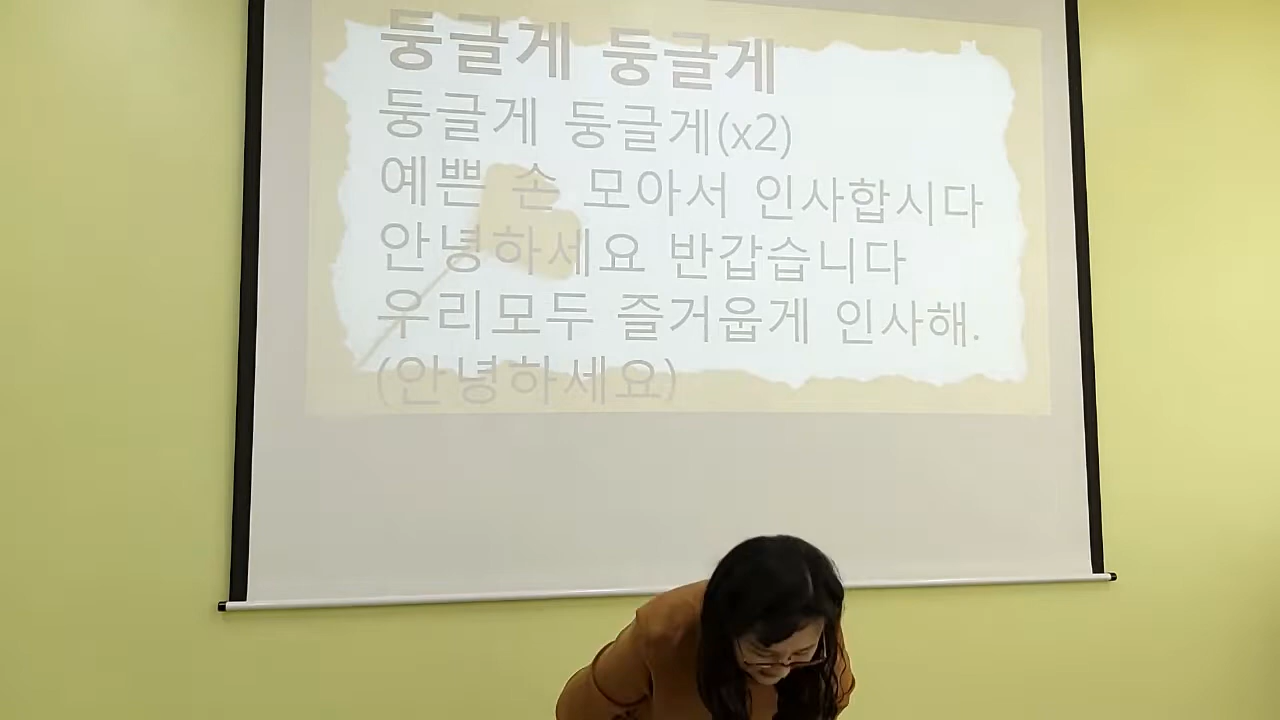 둥글게 둥글게
둥글게 둥글게(x2)
예쁜 손 모아서 인사합시다
안녕하세요 반갑습니다
우리모두 즐거웁게 인사해.
(안녕하세요)